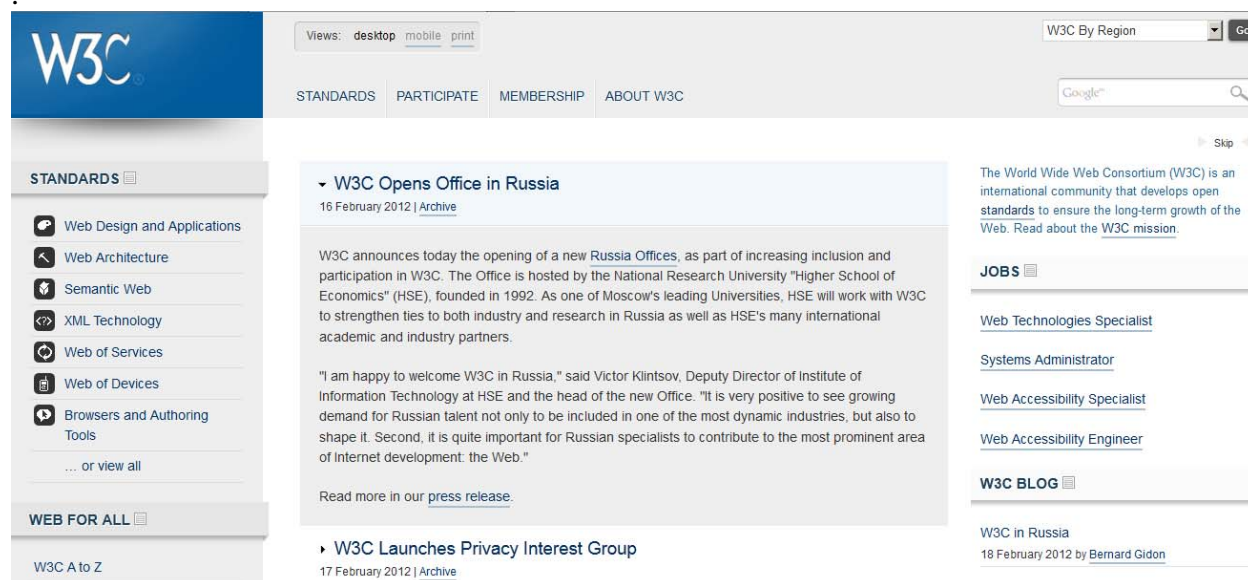 W3C
Views: desktop mobile print
W3C By Region
Go
STANDARDS PARTICIPATE MEMBERSHIP ABOUT W3C
Google™
Skip
STANDARDS
Web Design and Applications
Web Architecture
Semantic Web
XML Technology
Web of Services
Web of Devices
Browsers and Authoring
Tools
... or view all
WEB FOR ALL
W3C A to Z
W3C Opens Office in Russia
16 February 2012 | Archive
W3C announces today the opening of a new Russia Offices, as part of increasing inclusion and
participation in W3C. The Office is hosted by the National Research University "Higher School of
Economics" (HSE), founded in 1992. As one of Moscow's leading Universities, HSE will work with W3C
to strengthen ties to both industry and research in Russia as well as HSE's many international
academic and industry partners.
"I am happy to welcome W3C in Russia," said Victor Klintsov, Deputy Director of Institute of
Information Technology at HSE and the head of the new Office. "It is very positive to see growing
demand for Russian talent not only to be included in one of the most dynamic industries, but also to
shape it. Second, it is quite important for Russian specialists to contribute to the most prominent area
of Internet development: the Web."
Read more in our press release.
W3C Launches Privacy Interest Group
17 February 2012 | Archive
The World Wide Web Consortium (W3C) is an
international community that develops open
standards to ensure the long-term growth of the
Web. Read about the W3C mission.
JOBS
Web Technologies Specialist
Systems Administrator
Web Accessibility Specialist
Web Accessibility Engineer
W3C BLOG
W3C in Russia
18 February 2012 by Bernard Gidon